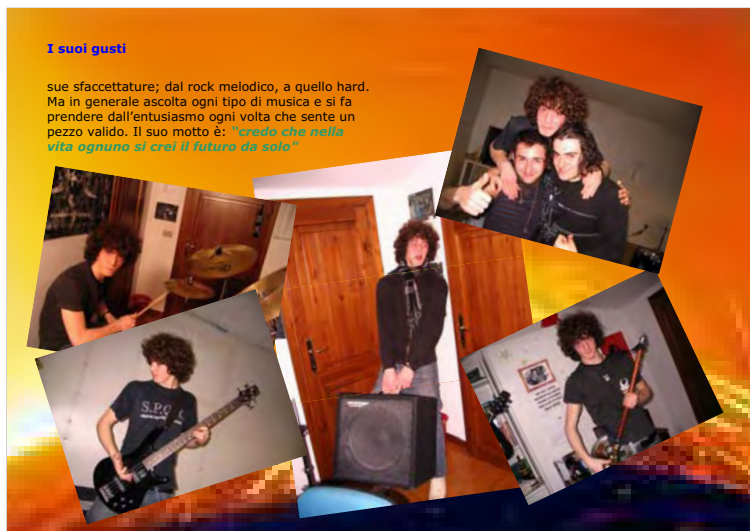 I suoi gusti
sue sfaccettature; dal rock melodico, a quello hard.
Ma in generale ascolta ogni tipo di musica e si fa
prendere dall'entusiasmo ogni volta che sente un
pezzo valido. Il suo motto è: "credo che nella
vita ognuno si crei il futuro da solo"